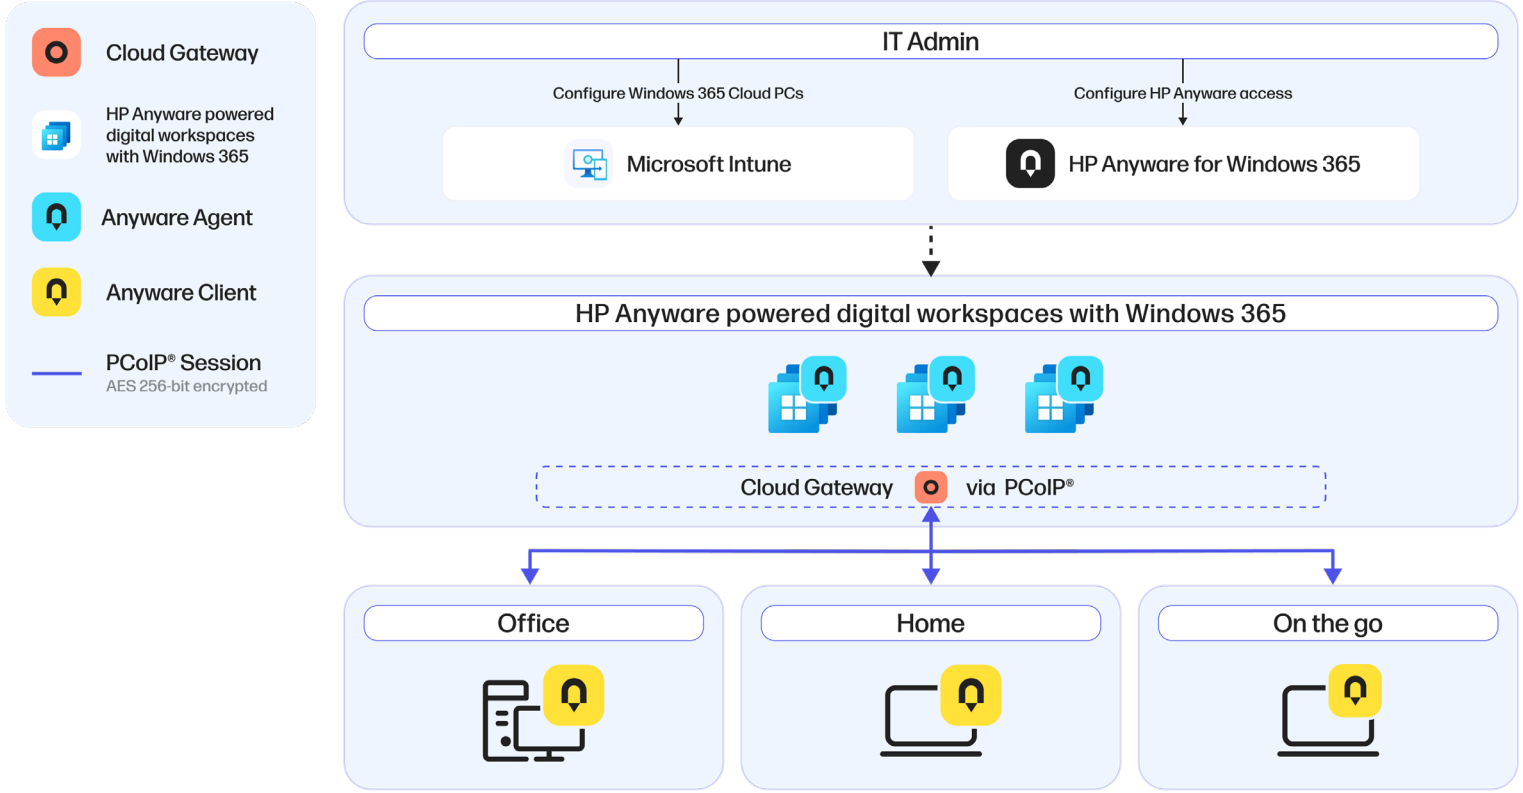 Cloud Gateway
HP Anyware powered
digital workspaces
with Windows 365
Anyware Agent
Anyware Client
PCoIP® Session
AES 256-bit encrypted
IT Admin
Configure Windows 365 Cloud PCs
Configure HP Anyware access
Microsoft Intune
HP Anyware for Windows 365
HP Anyware powered digital workspaces with Windows 365
Cloud Gateway via PCoIP®
Office
Home
On the go